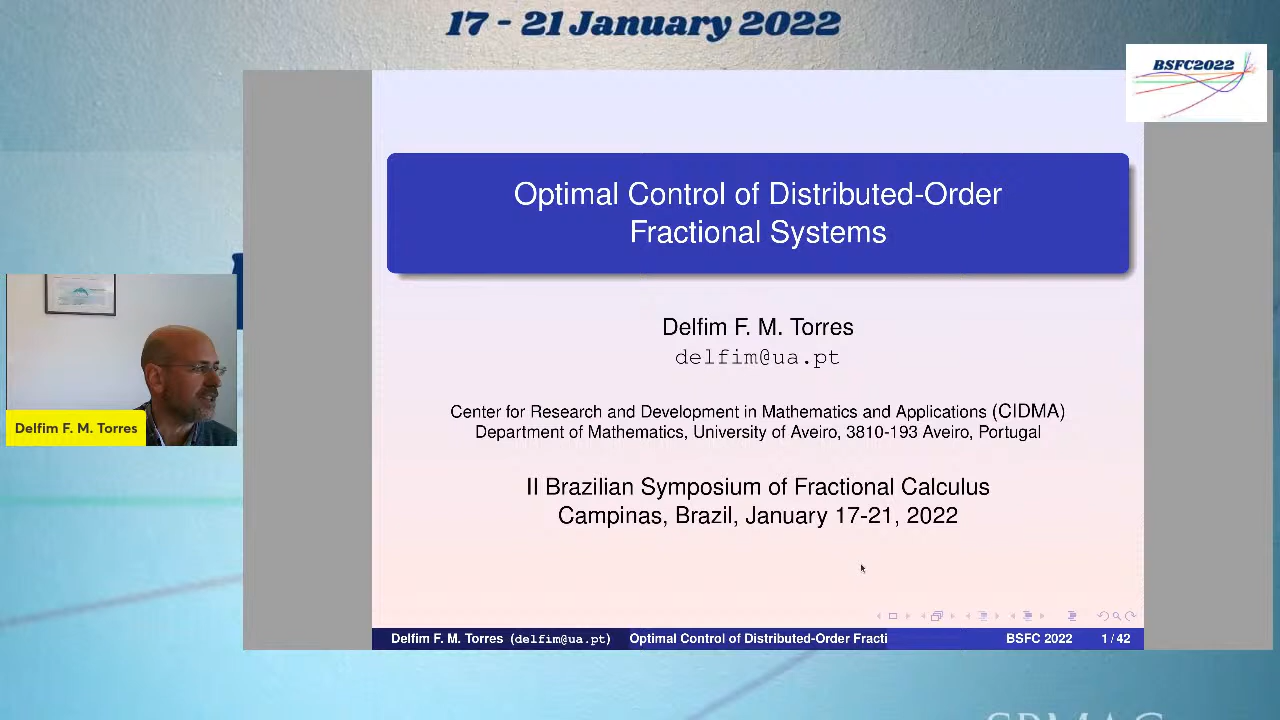 17 - 21 January 2022
BSFC2022
Optimal Control of Distributed-Order
Fractional Systems
Delfim F. M. Torres
delfim@ua.pt
Center for Research and Development in Mathematics and Applications (CIDMA)
Department of Mathematics, University of Aveiro, 3810-193 Aveiro, Portugal
II Brazilian Symposium of Fractional Calculus
Campinas, Brazil, January 17-21, 2022
Delfim F. M. Torres
Delfim F. M. Torres (delfim@ua.pt) Optimal Control of Distributed-Order Fracti BSFC 2022 1 / 42